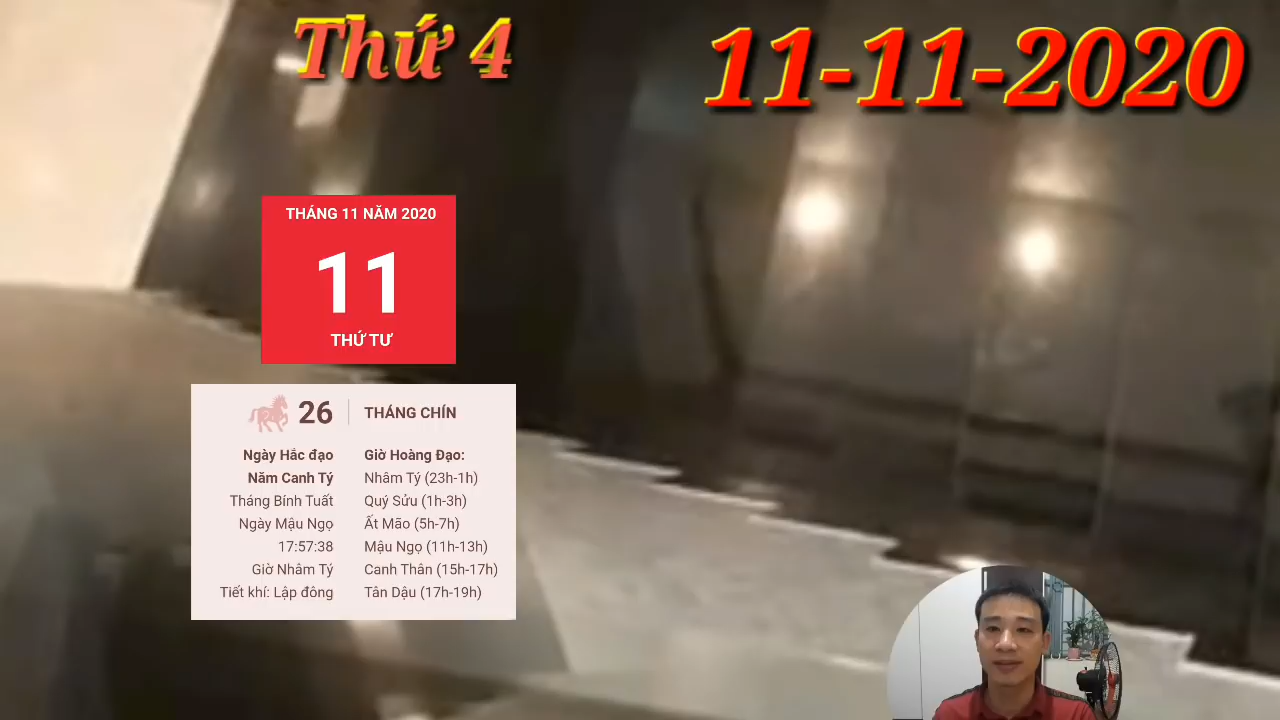 Thứ 4
11-11-2020
THÁNG 11 NĂM 2020
11
THỨ TƯ
26
THÁNG CHÍN
Ngày Hắc đạo
Năm Canh Tý
Tháng Bính Tuất
Ngày Mậu Ngọ
17:57:38
Giờ Nhâm Tý
Tiết khí: Lập đông
Giờ Hoàng Đạo:
Nhâm Tý (23h-1h)
Quý Sửu (1h-3h)
Ất Mão (5h-7h)
Mậu Ngọ (11h-13h)
Canh Thân (15h-17h)
Tân Dậu (17h-19h)